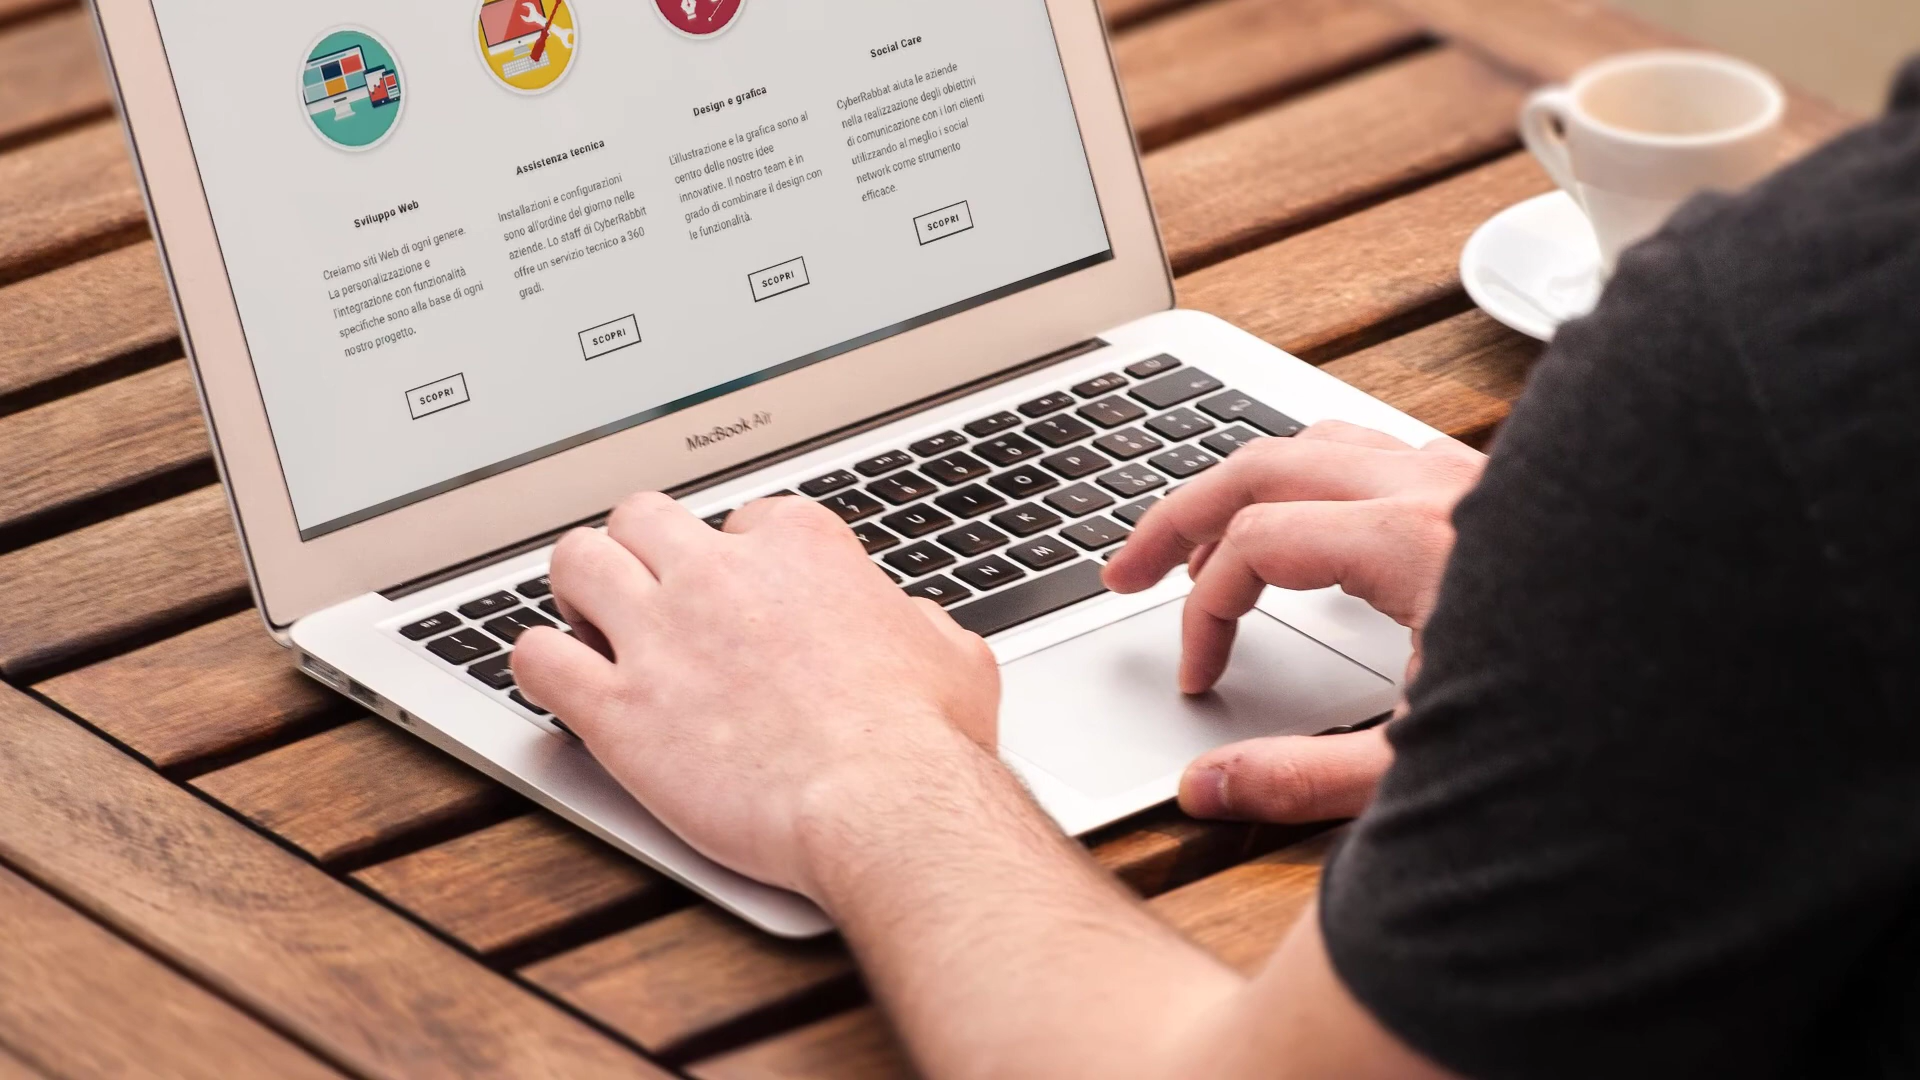 Sviluppo Web
Creiamo siti Web di ogni genere.
La personalizzazione e
l'integrazione con funzionalità
specifiche sono alla base di ogni
nostro progetto.
SCOPRI
Assistenza tecnica
Installazioni e configurazioni
sono all'ordine del giorno nelle
aziende. Lo staff di CyberRabbit
offre un servizio tecnico a 360
gradi.
SCOPRI
Design e grafica
L'illustrazione e la grafica sono al
centro delle nostre idee
innovative. Il nostro team è in
grado di combinare il design con
le funzionalità.
SCOPRI
Social Care
CyberRabbat aiuta le aziende
nella realizzazione degli obiettivi
di comunicazione con i lori clienti
utilizzando al meglio i social
network come strumento
efficace.
SCOPRI
MacBook Air
U I O P
H J K L
N M